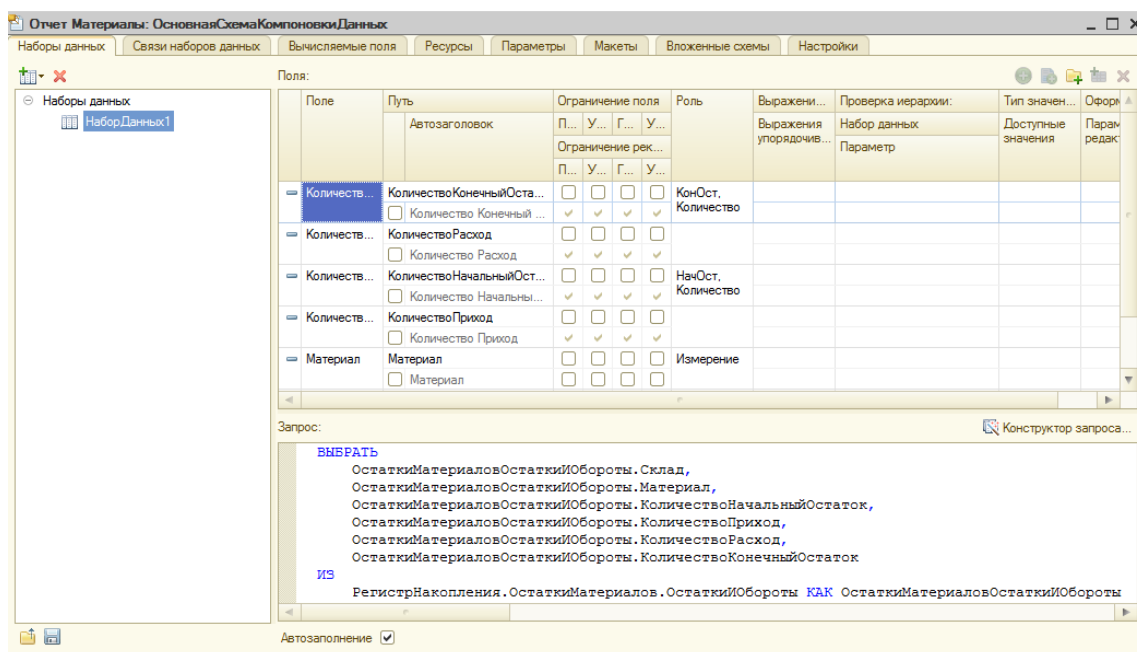 Отчет Материалы: ОсновнаяСхемаКомпоновкиДанных
Наборы данных Связи наборов данных Вычисляемые поля Ресурсы Параметры Макеты Вложенные схемы Настройки
Поля:
Наборы данных
НаборДанных1
Поле Путь Ограничение поля Роль Выражени... Проверка иерархии: Тип значен... Оформ
Автозаголовок П... У... Г... У... Выражения упорядочив... Набор данных Доступные значения Парам редакт
Ограничение рек... Параметр
П... У... Г... У...
Количеств... КоличествоКонечныйОста... КонОст, Количество
Количество Конечный ...
Количеств... КоличествоРасход
Количество Расход
Количеств... КоличествоНачальныйОст... НачОст, Количество
Количество Начальны...
Количеств... КоличествоПриход
Количество Приход
Материал Материал Измерение
Материал
Запрос: Конструктор запроса...
ВЫБРАТЬ
ОстаткиМатериаловОстаткиИОбороты.Склад,
ОстаткиМатериаловОстаткиИОбороты.Материал,
ОстаткиМатериаловОстаткиИОбороты.КоличествоНачальныйОстаток,
ОстаткиМатериаловОстаткиИОбороты.КоличествоПриход,
ОстаткиМатериаловОстаткиИОбороты.КоличествоРасход,
ОстаткиМатериаловОстаткиИОбороты.КоличествоКонечныйОстаток
ИЗ
РегистрНакопления.ОстаткиМатериалов.ОстаткиИОбороты КАК ОстаткиМатериаловОстаткиИОбороты
Автозаполнение